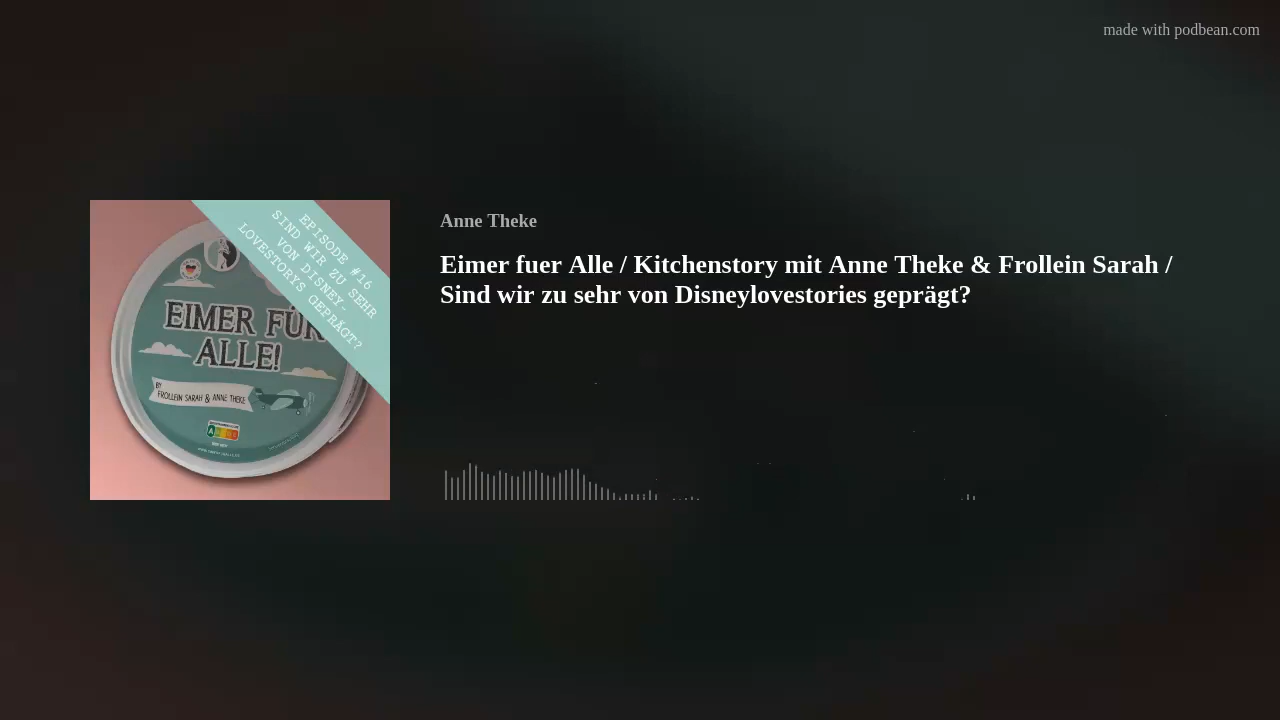 made with podbean.com
EPISODE #16
SIND WIR ZU SEHR
VON DISNEY-
LOVESTORYS GEPRÄGT?
EIMER FÜR
ALLE!
BY
FROLLEIN SARAH & ANNE THEKE
Anne Theke
Eimer fuer Alle / Kitchenstory mit Anne Theke & Frollein Sarah /
Sind wir zu sehr von Disneylovestories geprägt?